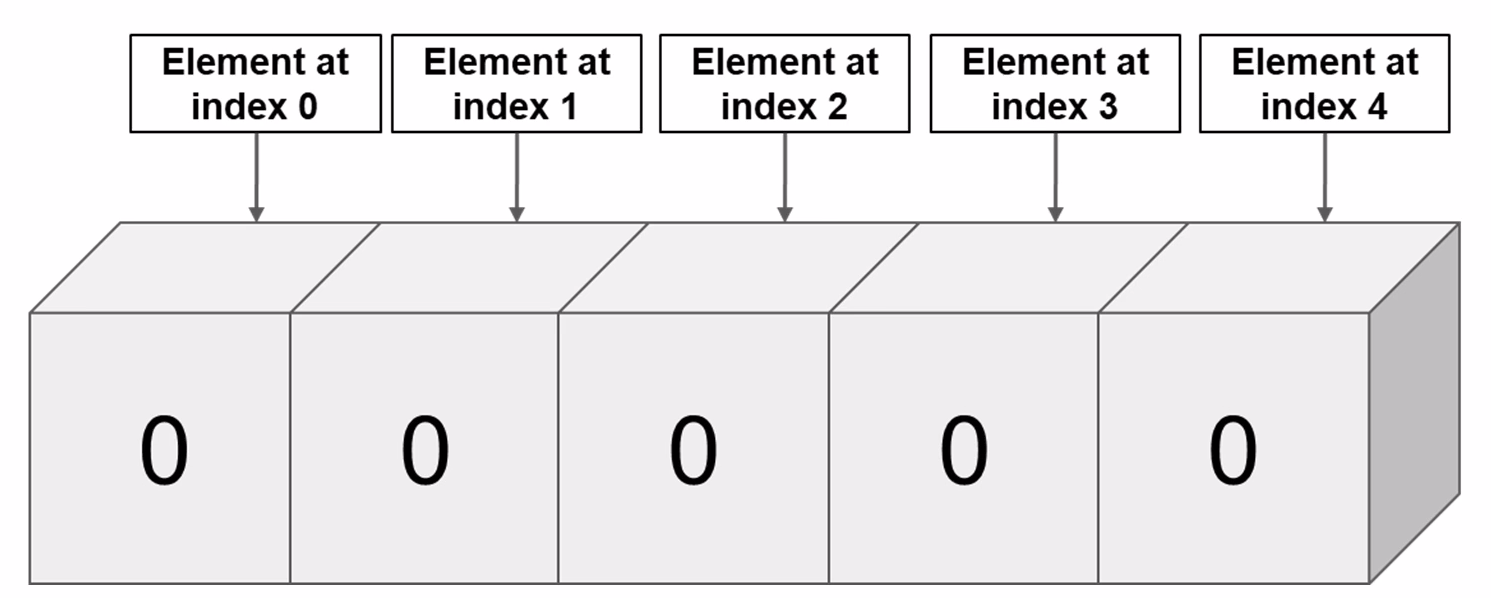 Element at
index 0
Element at
index 1
Element at
index 2
Element at
index 3
Element at
index 4
0 0 0 0 0